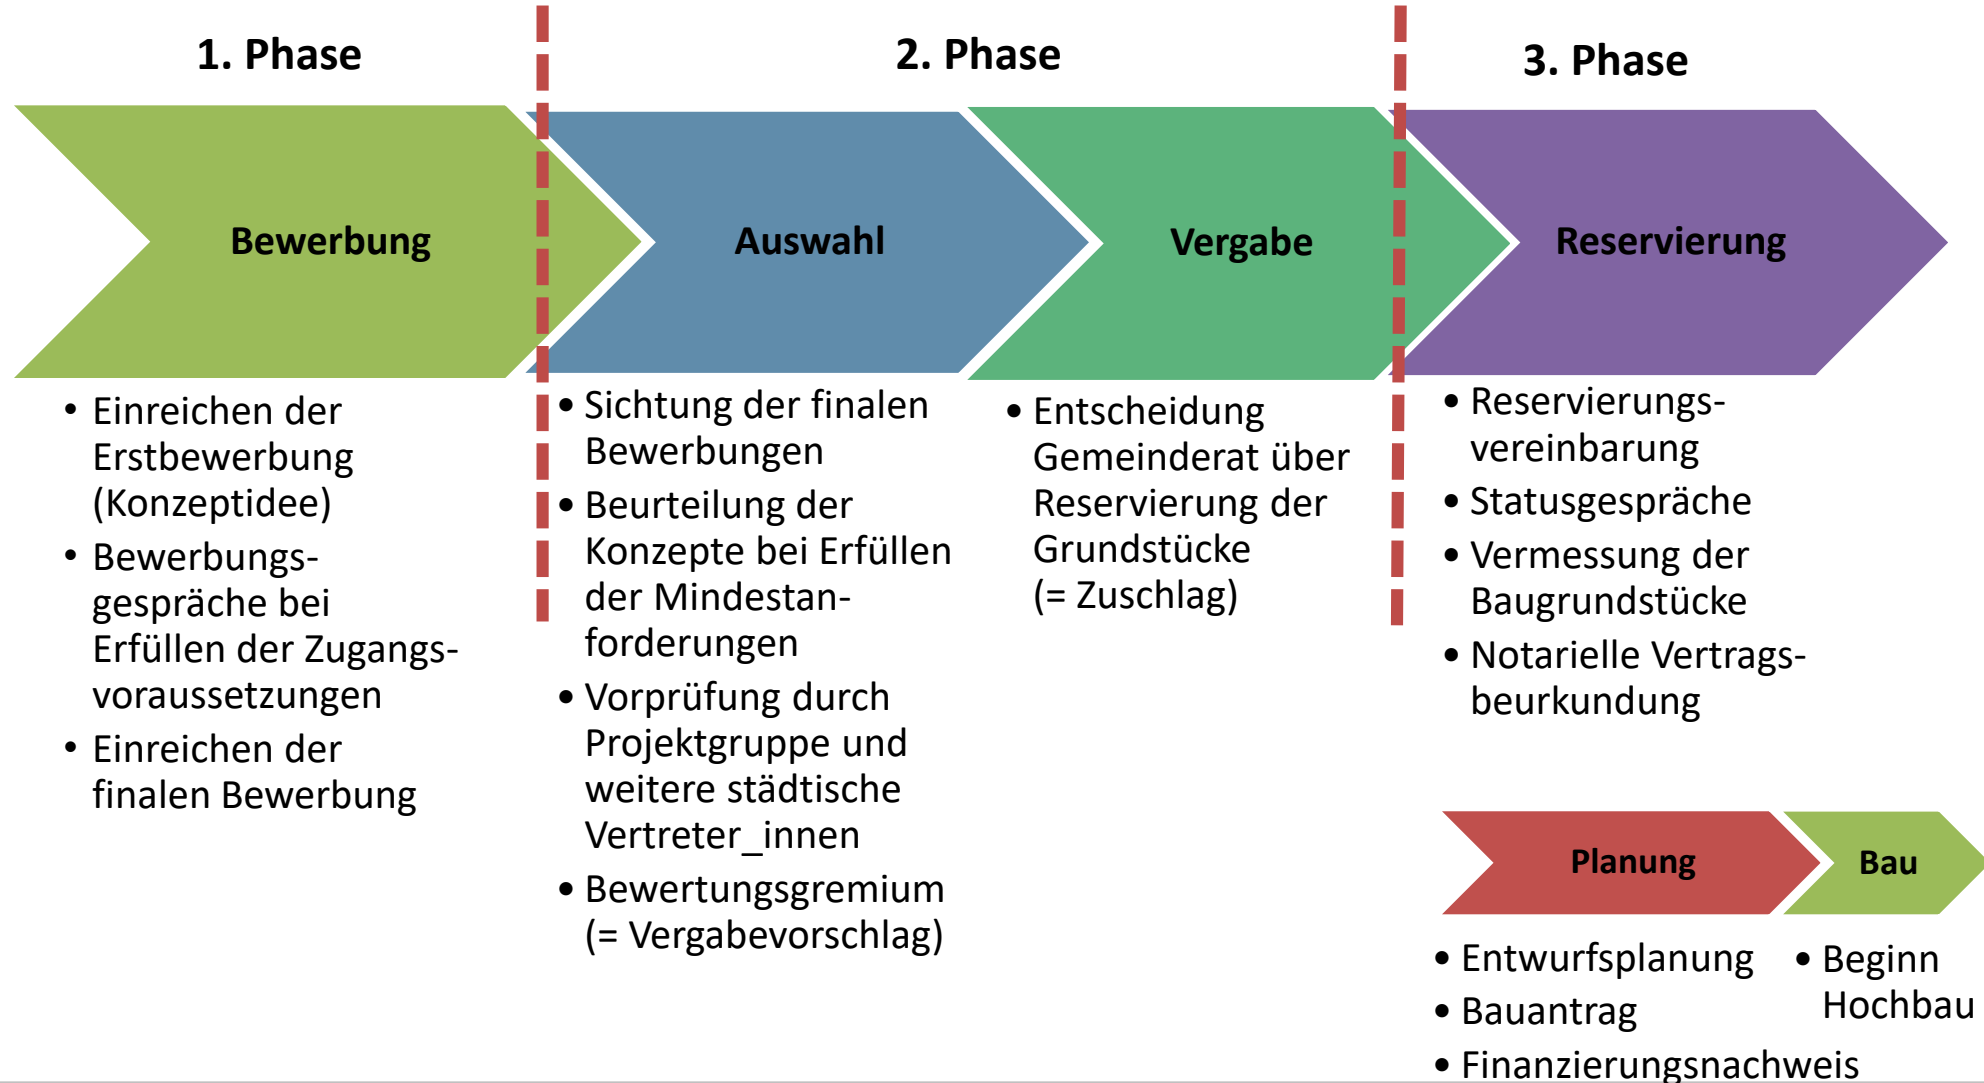 1. Phase
2. Phase
3. Phase
Bewerbung
Auswahl
Vergabe
Reservierung
• Einreichen der
Erstbewerbung
(Konzeptidee)
• Bewerbungs-
gespräche bei
Erfüllen der Zugangs-
voraussetzungen
• Einreichen der
finalen Bewerbung
• Sichtung der finalen
Bewerbungen
• Beurteilung der
Konzepte bei Erfüllen
der Mindestan-
forderungen
• Vorprüfung durch
Projektgruppe und
weitere städtische
Vertreter_innen
• Bewertungsgremium
(= Vergabevorschlag)
• Entscheidung
Gemeinderat über
Reservierung der
Grundstücke
(= Zuschlag)
• Reservierungs-
vereinbarung
• Statusgespräche
• Vermessung der
Baugrundstücke
• Notarielle Vertrags-
beurkundung
Planung
Bau
• Entwurfsplanung
• Bauantrag
• Finanzierungsnachweis
• Beginn
Hochbau